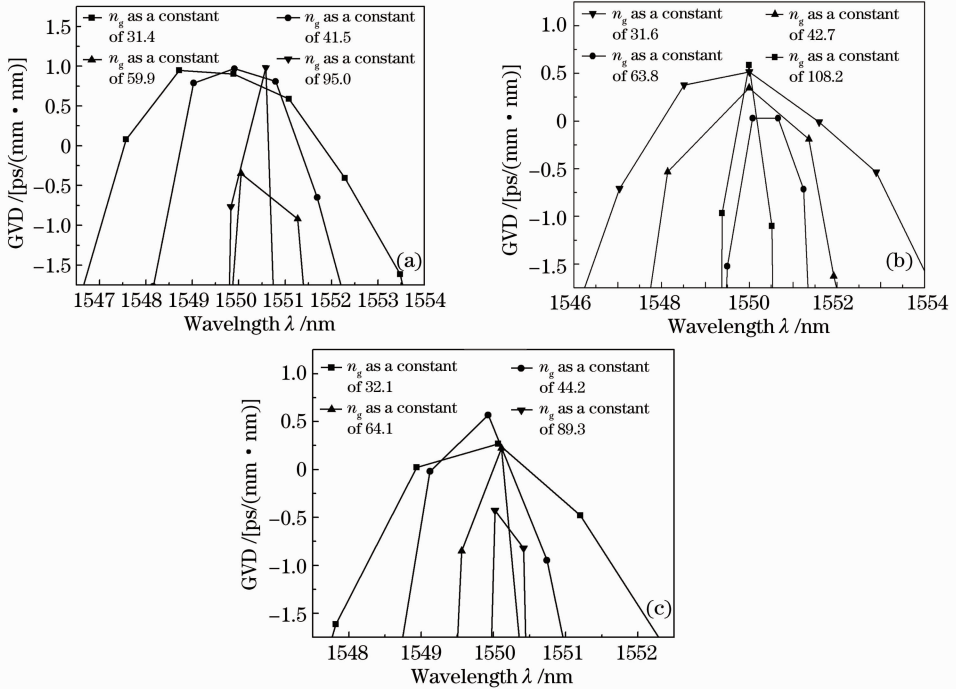 n_g as a constant of 31.4
n_g as a constant of 41.5
n_g as a constant of 59.9
n_g as a constant of 95.0
1.5
1.0
0.5
0
−0.5
−1.0
−1.5
GVD /[ps/(mm · nm)]
(a)
1547 1548 1549 1550 1551 1552 1553 1554
Wavelngth λ /nm
n_g as a constant of 31.6
n_g as a constant of 42.7
n_g as a constant of 63.8
n_g as a constant of 108.2
1.0
0.5
0
−0.5
−1.0
−1.5
GVD /[ps/(mm · nm)]
(b)
1546 1548 1550 1552 1554
Wavelength λ /nm
n_g as a constant of 32.1
n_g as a constant of 44.2
n_g as a constant of 64.1
n_g as a constant of 89.3
1.0
0.5
0
−0.5
−1.0
−1.5
GVD /[ps/(mm · nm)]
(c)
1548 1549 1550 1551 1552
Wavelength λ /nm